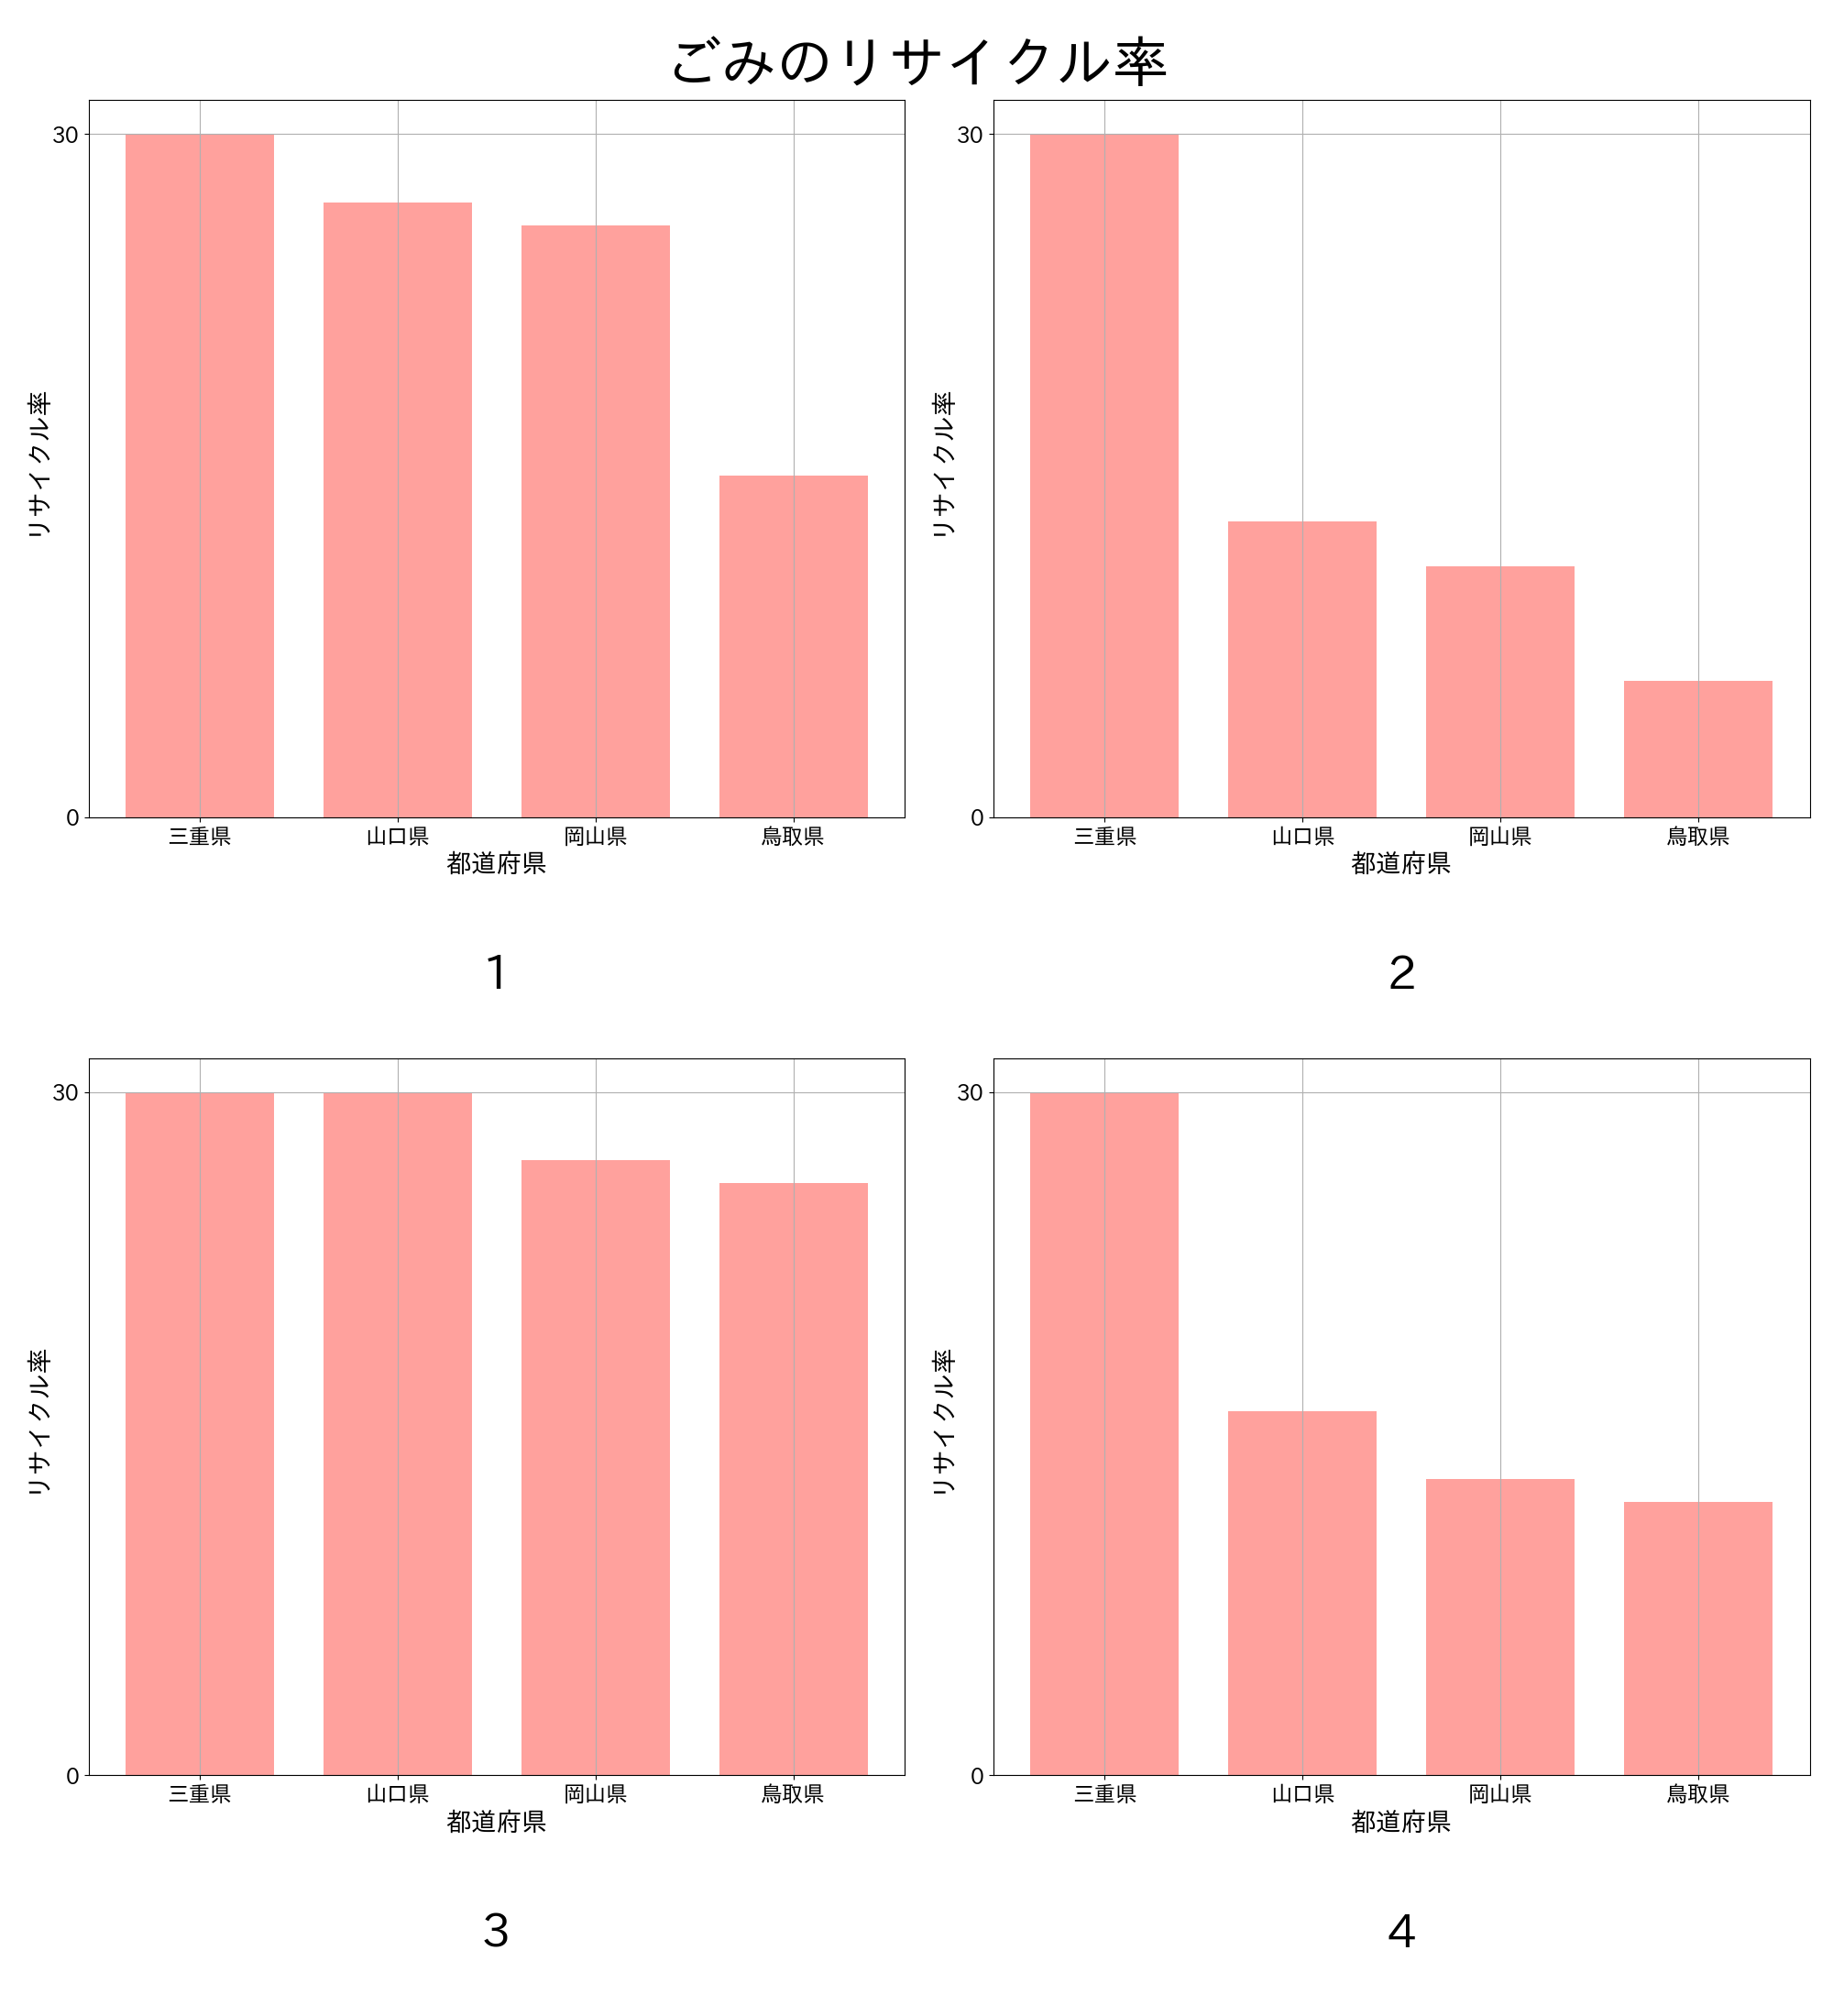 ごみのリサイクル率
30
0
リサイクル率
三重県 山口県 岡山県 鳥取県
都道府県
1
30
0
リサイクル率
三重県 山口県 岡山県 鳥取県
都道府県
2
30
0
リサイクル率
三重県 山口県 岡山県 鳥取県
都道府県
3
30
0
リサイクル率
三重県 山口県 岡山県 鳥取県
都道府県
4